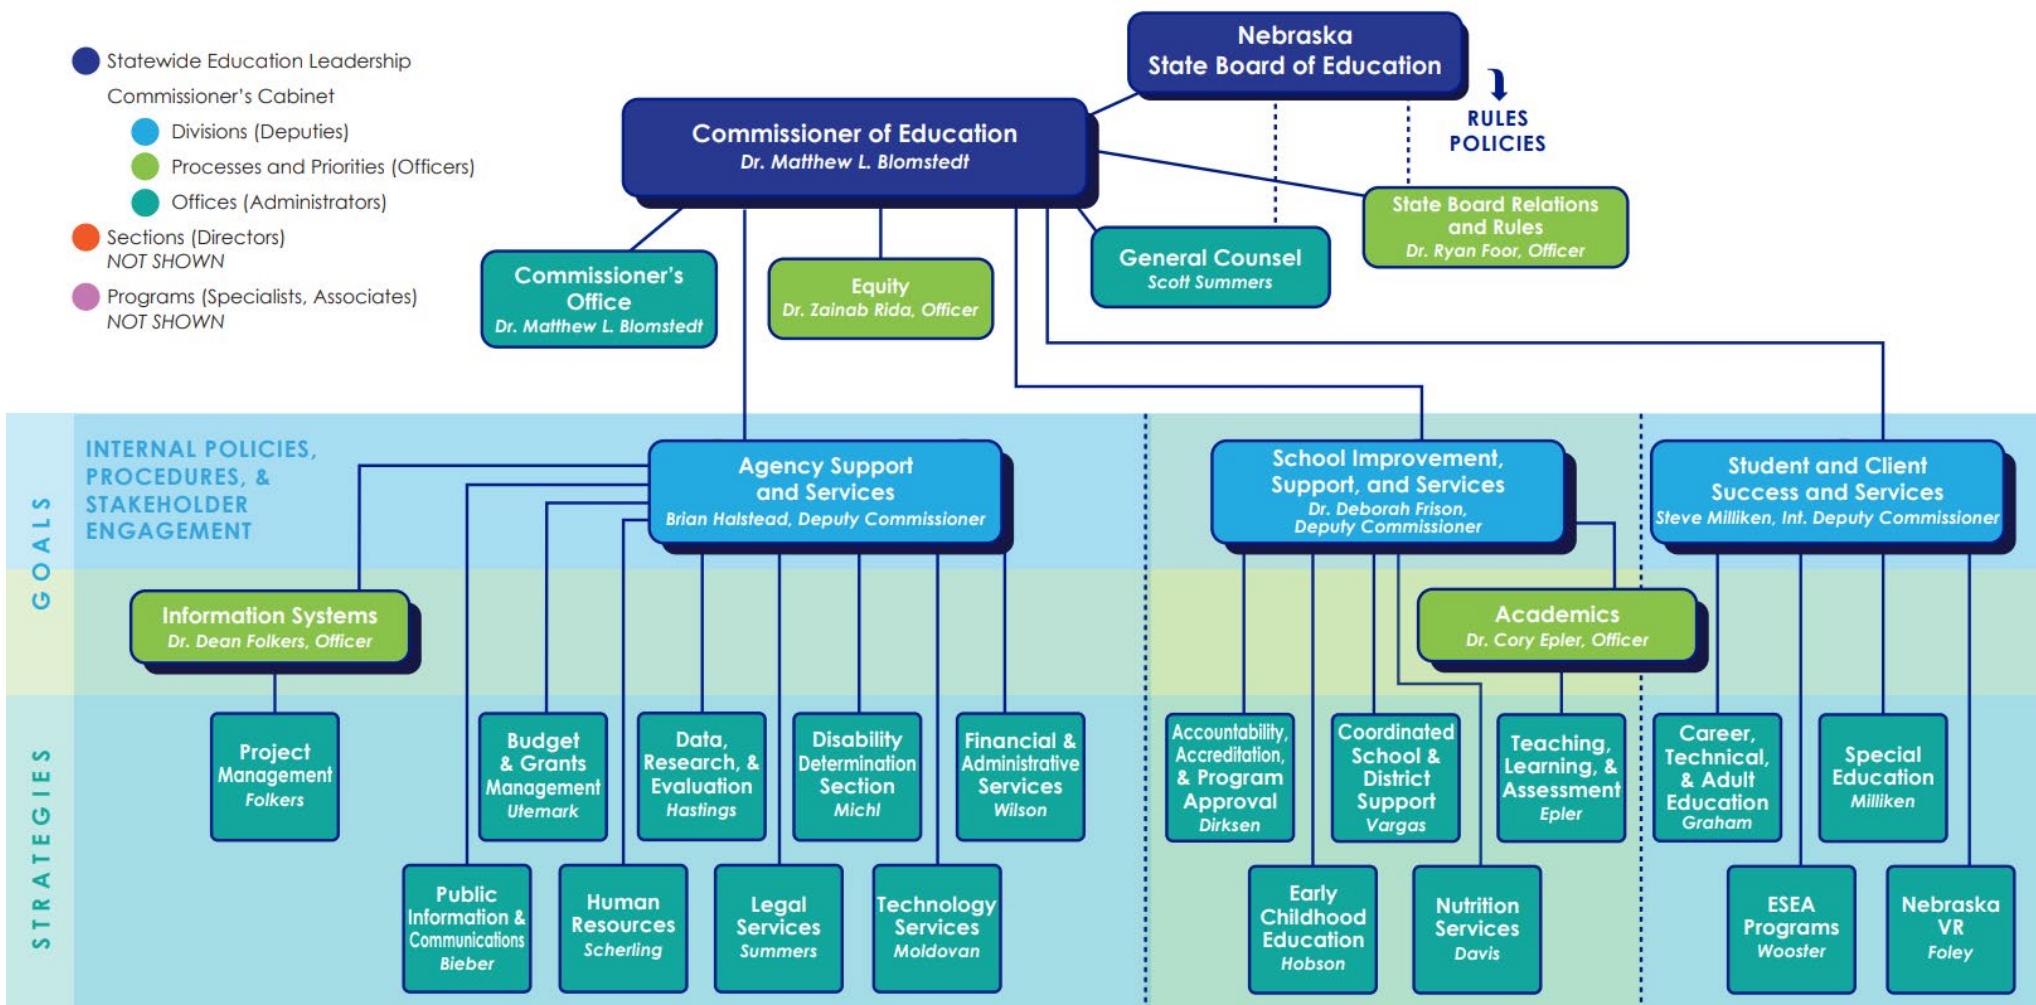 Statewide Education Leadership
Commissioner's Cabinet
Divisions (Deputies)
Processes and Priorities (Officers)
Offices (Administrators)
Sections (Directors)
NOT SHOWN
Programs (Specialists, Associates)
NOT SHOWN
Nebraska
State Board of Education
RULES
POLICIES
Commissioner of Education
Dr. Matthew L. Blomstedt
State Board Relations
and Rules
Dr. Ryan Foor, Officer
Commissioner's
Office
Dr. Matthew L. Blomstedt
Equity
Dr. Zainab Rida, Officer
General Counsel
Scott Summers
GOALS
INTERNAL POLICIES,
PROCEDURES, &
STAKEHOLDER
ENGAGEMENT
Agency Support
and Services
Brian Halstead, Deputy Commissioner
School Improvement,
Support, and Services
Dr. Deborah Frison,
Deputy Commissioner
Student and Client
Success and Services
Steve Milliken, Int. Deputy Commissioner
Information Systems
Dr. Dean Folkers, Officer
Academics
Dr. Cory Epler, Officer
STRATEGIES
Project
Management
Folkers
Budget
& Grants
Management
Utemark
Data,
Research, &
Evaluation
Hastings
Disability
Determination
Section
Michl
Financial &
Administrative
Services
Wilson
Accountability,
Accreditation,
& Program
Approval
Dirksen
Coordinated
School &
District
Support
Vargas
Teaching,
Learning, &
Assessment
Epler
Career,
Technical,
& Adult
Education
Graham
Special
Education
Milliken
Public
Information &
Communications
Bieber
Human
Resources
Scherling
Legal
Services
Summers
Technology
Services
Moldovan
Early
Childhood
Education
Hobson
Nutrition
Services
Davis
ESEA
Programs
Wooster
Nebraska
VR
Foley